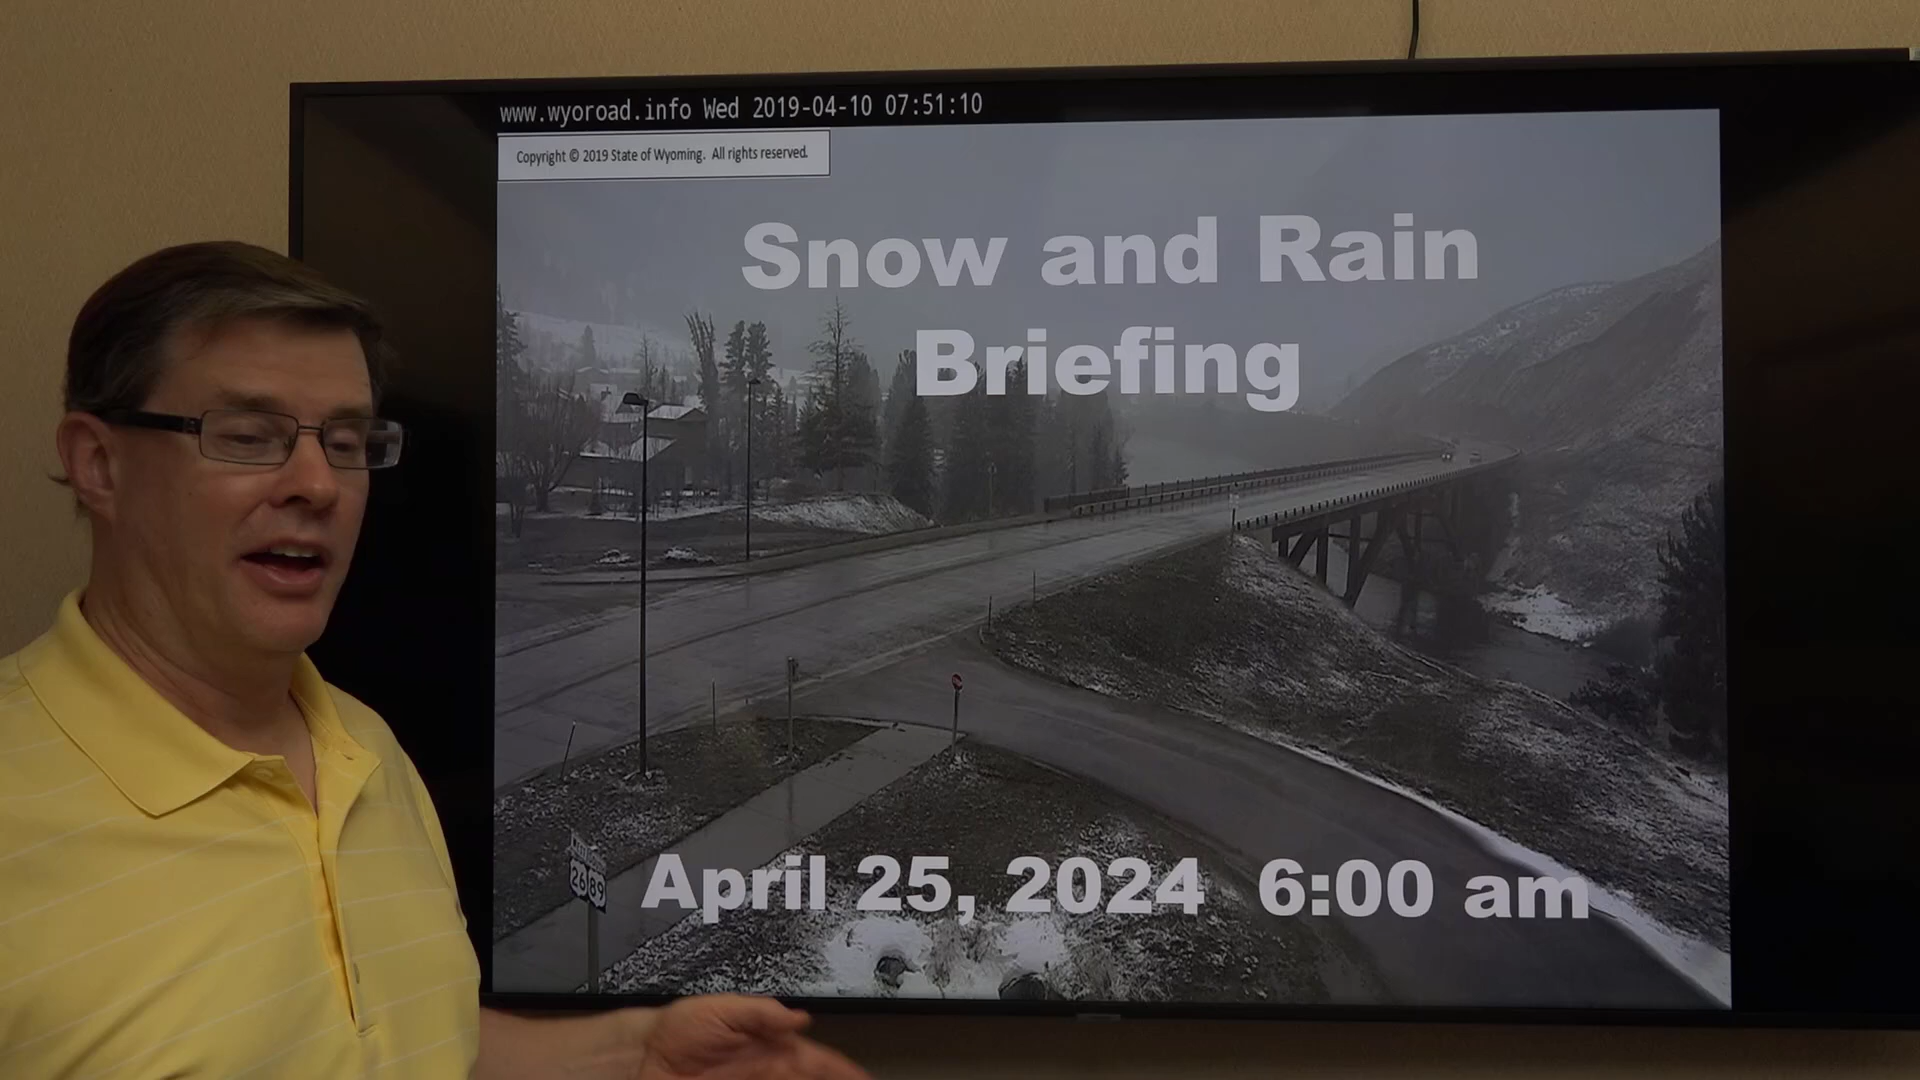 www.wyoroad.info Wed 2019-04-10 07:51:10
Copyright © 2019 State of Wyoming. All rights reserved.
Snow and Rain
Briefing
26 89
April 25, 2024 6:00 am